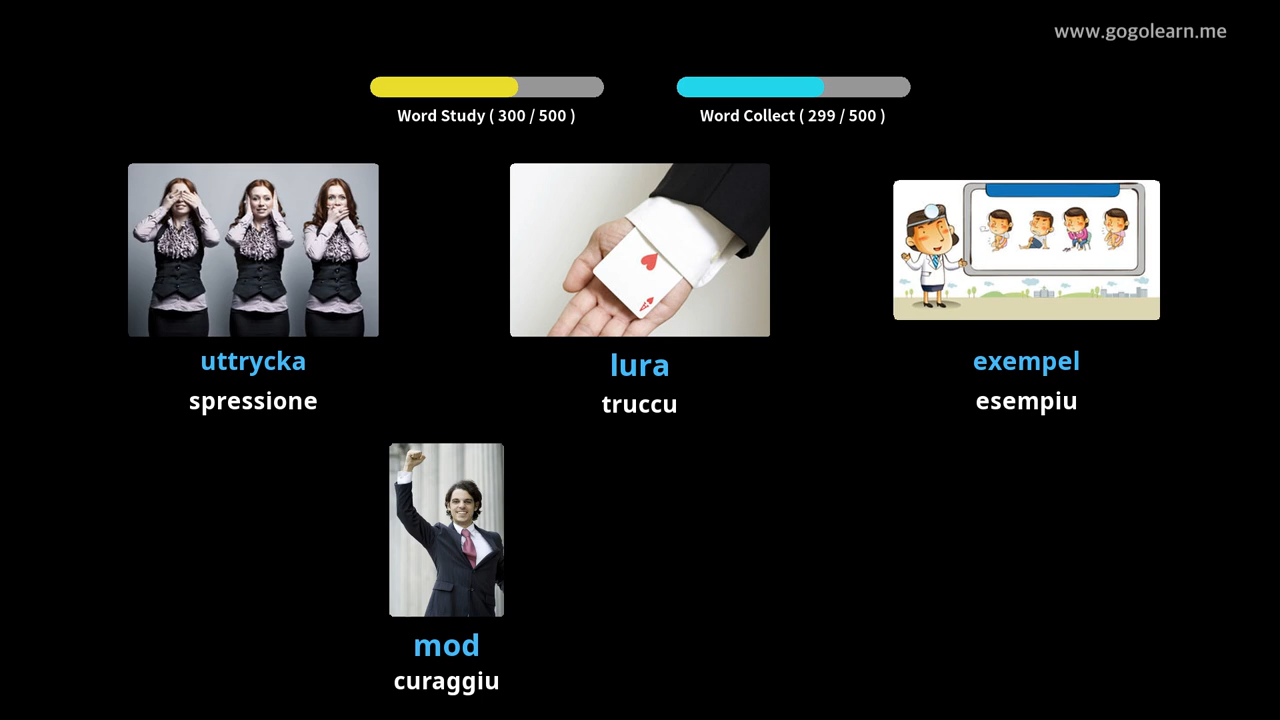 www.gogolearn.me
Word Study ( 300 / 500 )
Word Collect ( 299 / 500 )
uttrycka
spressione
lura
truccu
exempel
esempiu
mod
curaggiu